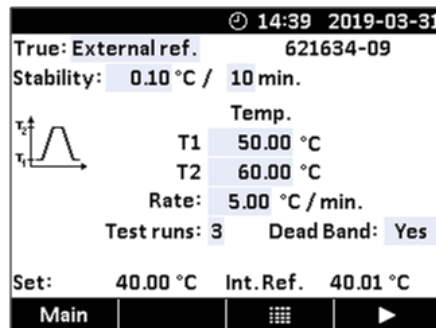 14:39 2019-03-31
True: External ref. 621634-09
Stability: 0.10 °C / 10 min.
Temp.
T2
T1
T1 50.00 °C
T2 60.00 °C
Rate: 5.00 °C / min.
Test runs: 3 Dead Band: Yes
Set: 40.00 °C Int. Ref. 40.01 °C
Main